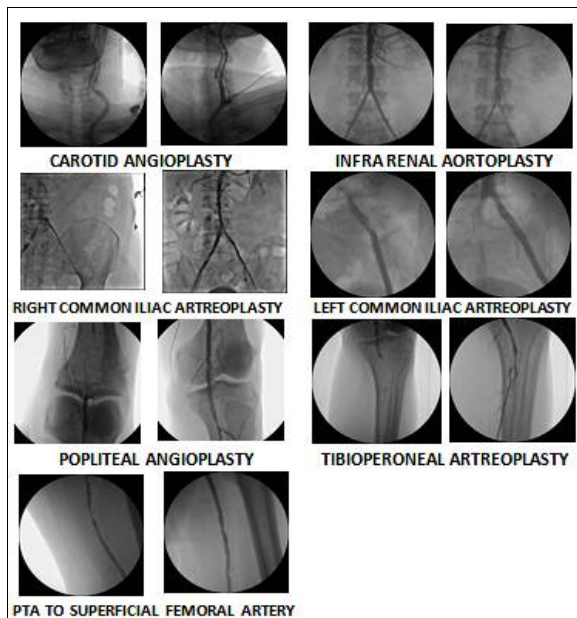 CAROTID ANGIOPLASTY
INFRA RENAL AORTOPLASTY
RIGHT COMMON ILIAC ARTREOPLASTY
LEFT COMMON ILIAC ARTREOPLASTY
POPLITEAL ANGIOPLASTY
TIBIOPERONEAL ARTREOPLASTY
PTA TO SUPERFICIAL FEMORAL ARTERY